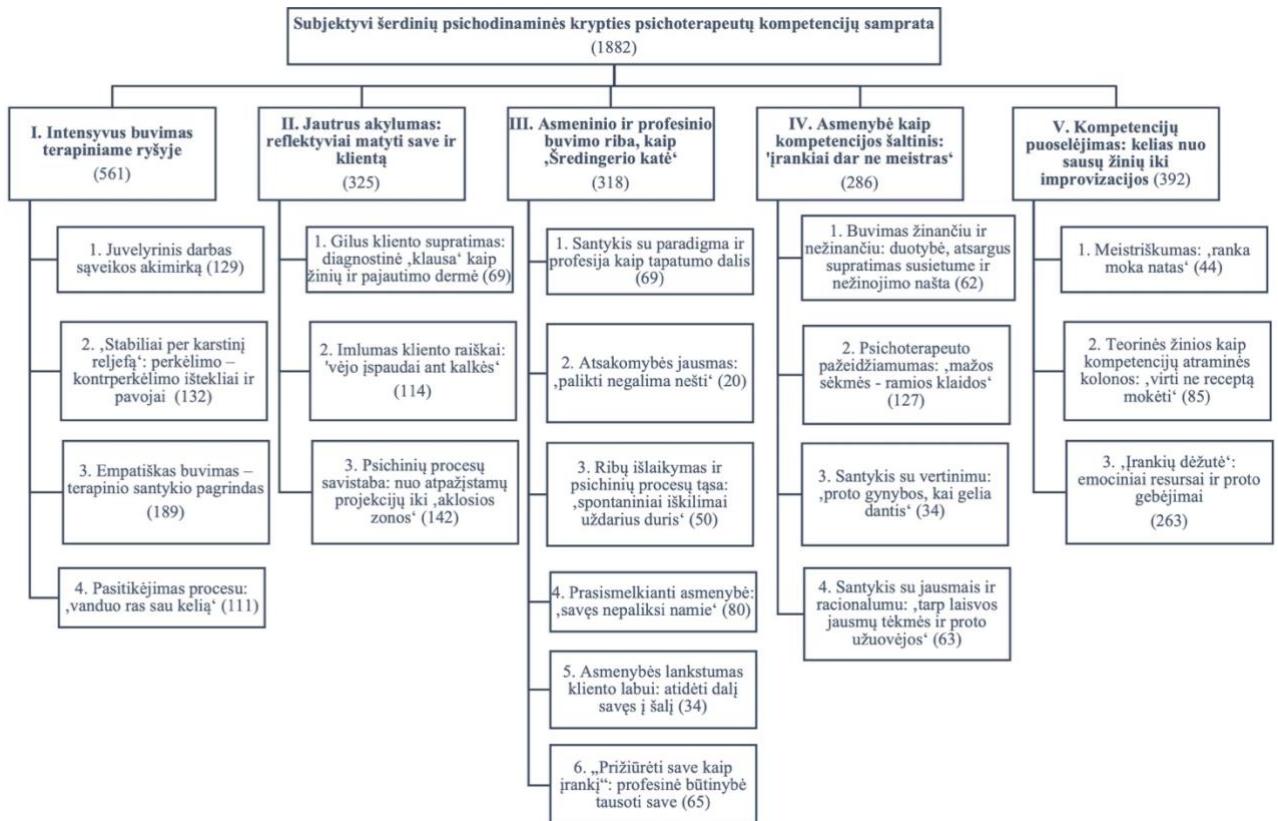 Subjektyvi šerdinių psichodinaminės krypties psichoterapeutų kompetencijų samprata
(1882)
I. Intensyvus buvimas
terapiniame ryšyje
(561)
1. Juvelyrinis darbas
sąveikos akimirką (129)
2. ‚Stabiliai per karstinį
reljefą‘: perkėlimo –
kontrperkėlimo ištekliai ir
pavojai (132)
3. Empatiškas buvimas –
terapinio santykio pagrindas
(189)
4. Pasitikėjimas procesu:
‚vanduo ras sau kelią‘ (111)
II. Jautrus akylumas:
reflektyviai matyti save ir
klientą
(325)
1. Gilus kliento supratimas:
diagnostinė ‚klausa‘ kaip
žinių ir pajautimo dermė (69)
2. Imlumas kliento raiškai:
'vėjo įspaudai ant kalkės‘
(114)
3. Psichinių procesų
savistaba: nuo atpažįstamų
projekcijų iki ‚aklosios
zonos‘ (142)
III. Asmeninio ir profesinio
buvimo riba, kaip
‚Šredingerio katė‘
(318)
1. Santykis su paradigma ir
profesija kaip tapatumo dalis
(69)
2. Atsakomybės jausmas:
‚palikti negalima nešti‘ (20)
3. Ribų išlaikymas ir
psichinių procesų tąsa:
‚spontaniniai iškilimai
uždarius duris‘ (50)
4. Prasismelkianti asmenybė:
‚savęs nepaliksi namie‘ (80)
5. Asmenybės lankstumas
kliento labui: atidėti dalį
savęs į šalį (34)
6. „Prižiūrėti save kaip
įrankį“: profesinė būtinybė
tausoti save (65)
IV. Asmenybė kaip
kompetencijos šaltinis:
'įrankiai dar ne meistras‘
(286)
1. Buvimas žinančiu ir
nežinančiu: duotybė, atsargus
supratimas susietume ir
nežinojimo našta (62)
2. Psichoterapeuto
pažeidžiamumas: ‚mažos
sėkmės - ramios klaidos‘
(127)
3. Santykis su vertinimu:
‚proto gynybos, kai gelia
dantis‘ (34)
4. Santykis su jausmais ir
racionalumu: ‚tarp laisvos
jausmų tėkmės ir proto
užuovėjos‘ (63)
V. Kompetencijų
puoselėjimas: kelias nuo
sausų žinių iki
improvizacijos (392)
1. Meistriškumas: ‚ranka
moka natas‘ (44)
2. Teorinės žinios kaip
kompetencijų atraminės
kolonos: ‚virti ne receptą
mokėti‘ (85)
3. ‚Įrankių dėžutė‘:
emociniai resursai ir proto
gebėjimai
(263)